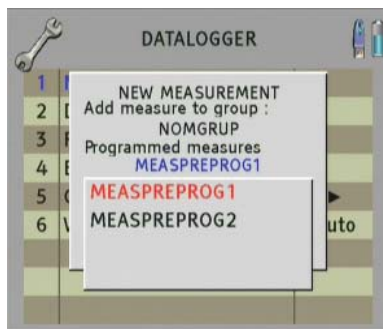 DATALOGGER
1
NEW MEASUREMENT
2
Add measure to group :
NOMGRUP
3
Programmed measures
4
MEASPREPROG1
MEASPREPROG1
5
MEASPREPROG2
6
uto